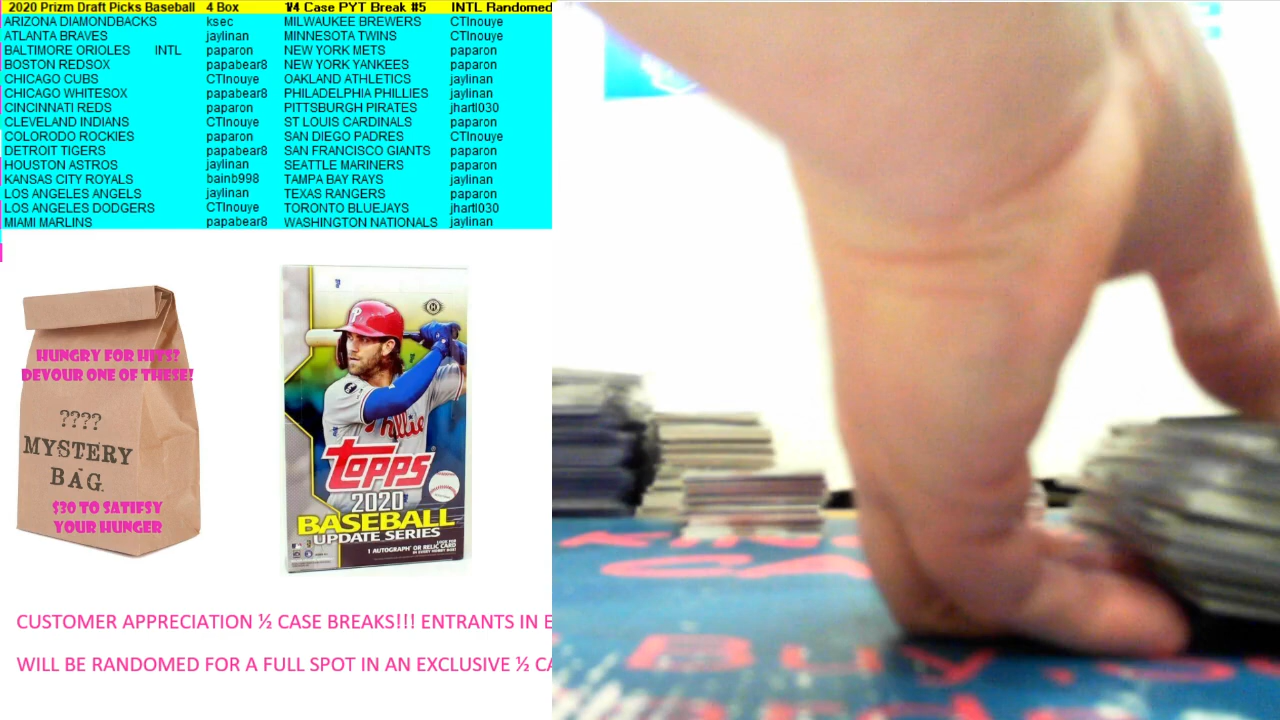 2020 Prizm Draft Picks Baseball 4 Box 1/4 Case PYT Break #5 INTL Randomed
ARIZONA DIAMONDBACKS ksec MILWAUKEE BREWERS CTInouye
ATLANTA BRAVES jaylinan MINNESOTA TWINS CTInouye
BALTIMORE ORIOLES INTL paparon NEW YORK METS paparon
BOSTON REDSOX papabear8 NEW YORK YANKEES paparon
CHICAGO CUBS CTInouye OAKLAND ATHLETICS jaylinan
CHICAGO WHITESOX papabear8 PHILADELPHIA PHILLIES jaylinan
CINCINNATI REDS paparon PITTSBURGH PIRATES jhartl030
CLEVELAND INDIANS CTInouye ST LOUIS CARDINALS paparon
COLORODO ROCKIES paparon SAN DIEGO PADRES CTInouye
DETROIT TIGERS papabear8 SAN FRANCISCO GIANTS paparon
HOUSTON ASTROS jaylinan SEATTLE MARINERS paparon
KANSAS CITY ROYALS bainb998 TAMPA BAY RAYS jaylinan
LOS ANGELES ANGELS jaylinan TEXAS RANGERS paparon
LOS ANGELES DODGERS CTInouye TORONTO BLUEJAYS jhartl030
MIAMI MARLINS papabear8 WASHINGTON NATIONALS jaylinan
HUNGRY FOR HITS?
DEVOUR ONE OF THESE!
????
MYSTERY
BAG.
$30 TO SATIFSY
YOUR HUNGER
P
Phillies
TOPPS
2020
BASEBALL
UPDATE SERIES
1 AUTOGRAPH OR RELIC CARD
CUSTOMER APPRECIATION ½ CASE BREAKS!!! ENTRANTS IN
WILL BE RANDOMED FOR A FULL SPOT IN AN EXCLUSIVE ½
Buy,